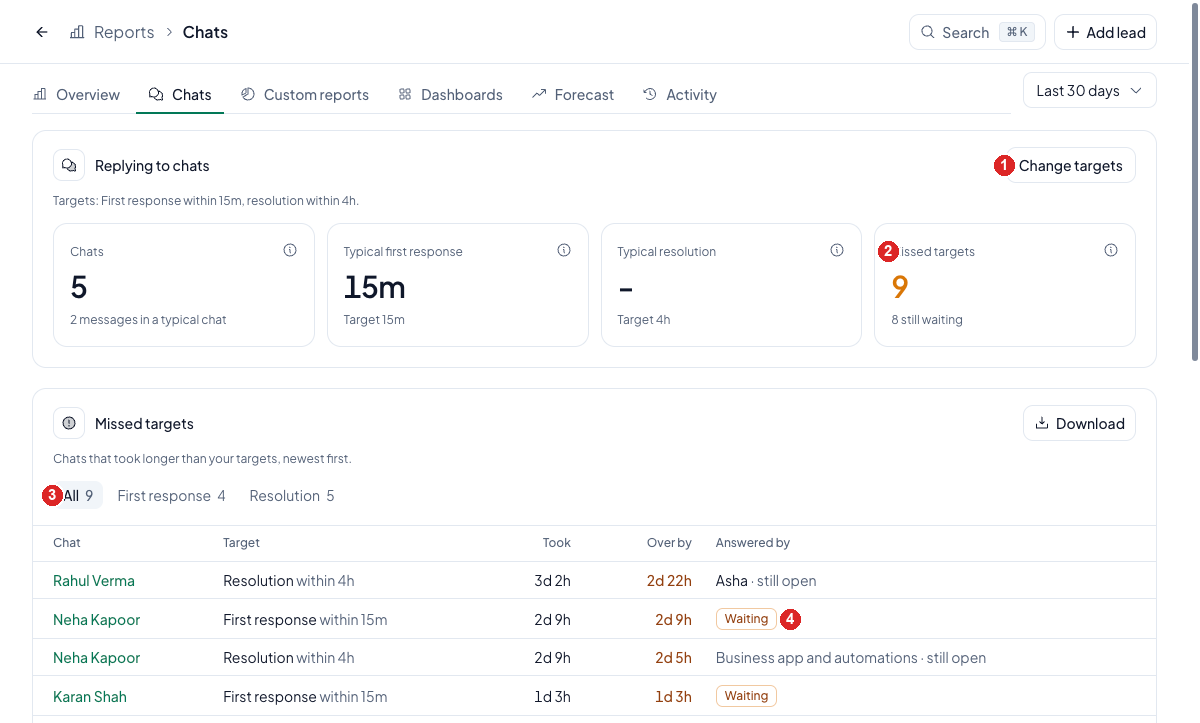 Reports > Chats
Search ⌘ K
+ Add lead
Overview
Chats
Custom reports
Dashboards
Forecast
Activity
Last 30 days
Replying to chats
1 Change targets
Targets: First response within 15m, resolution within 4h.
Chats
5
2 messages in a typical chat
Typical first response
15m
Target 15m
Typical resolution
–
Target 4h
2 issed targets
9
8 still waiting
Missed targets
Download
Chats that took longer than your targets, newest first.
3 All 9 First response 4 Resolution 5
Chat Target Took Over by Answered by
Rahul Verma Resolution within 4h 3d 2h 2d 22h Asha · still open
Neha Kapoor First response within 15m 2d 9h 2d 9h Waiting 4
Neha Kapoor Resolution within 4h 2d 9h 2d 5h Business app and automations · still open
Karan Shah First response within 15m 1d 3h 1d 3h Waiting